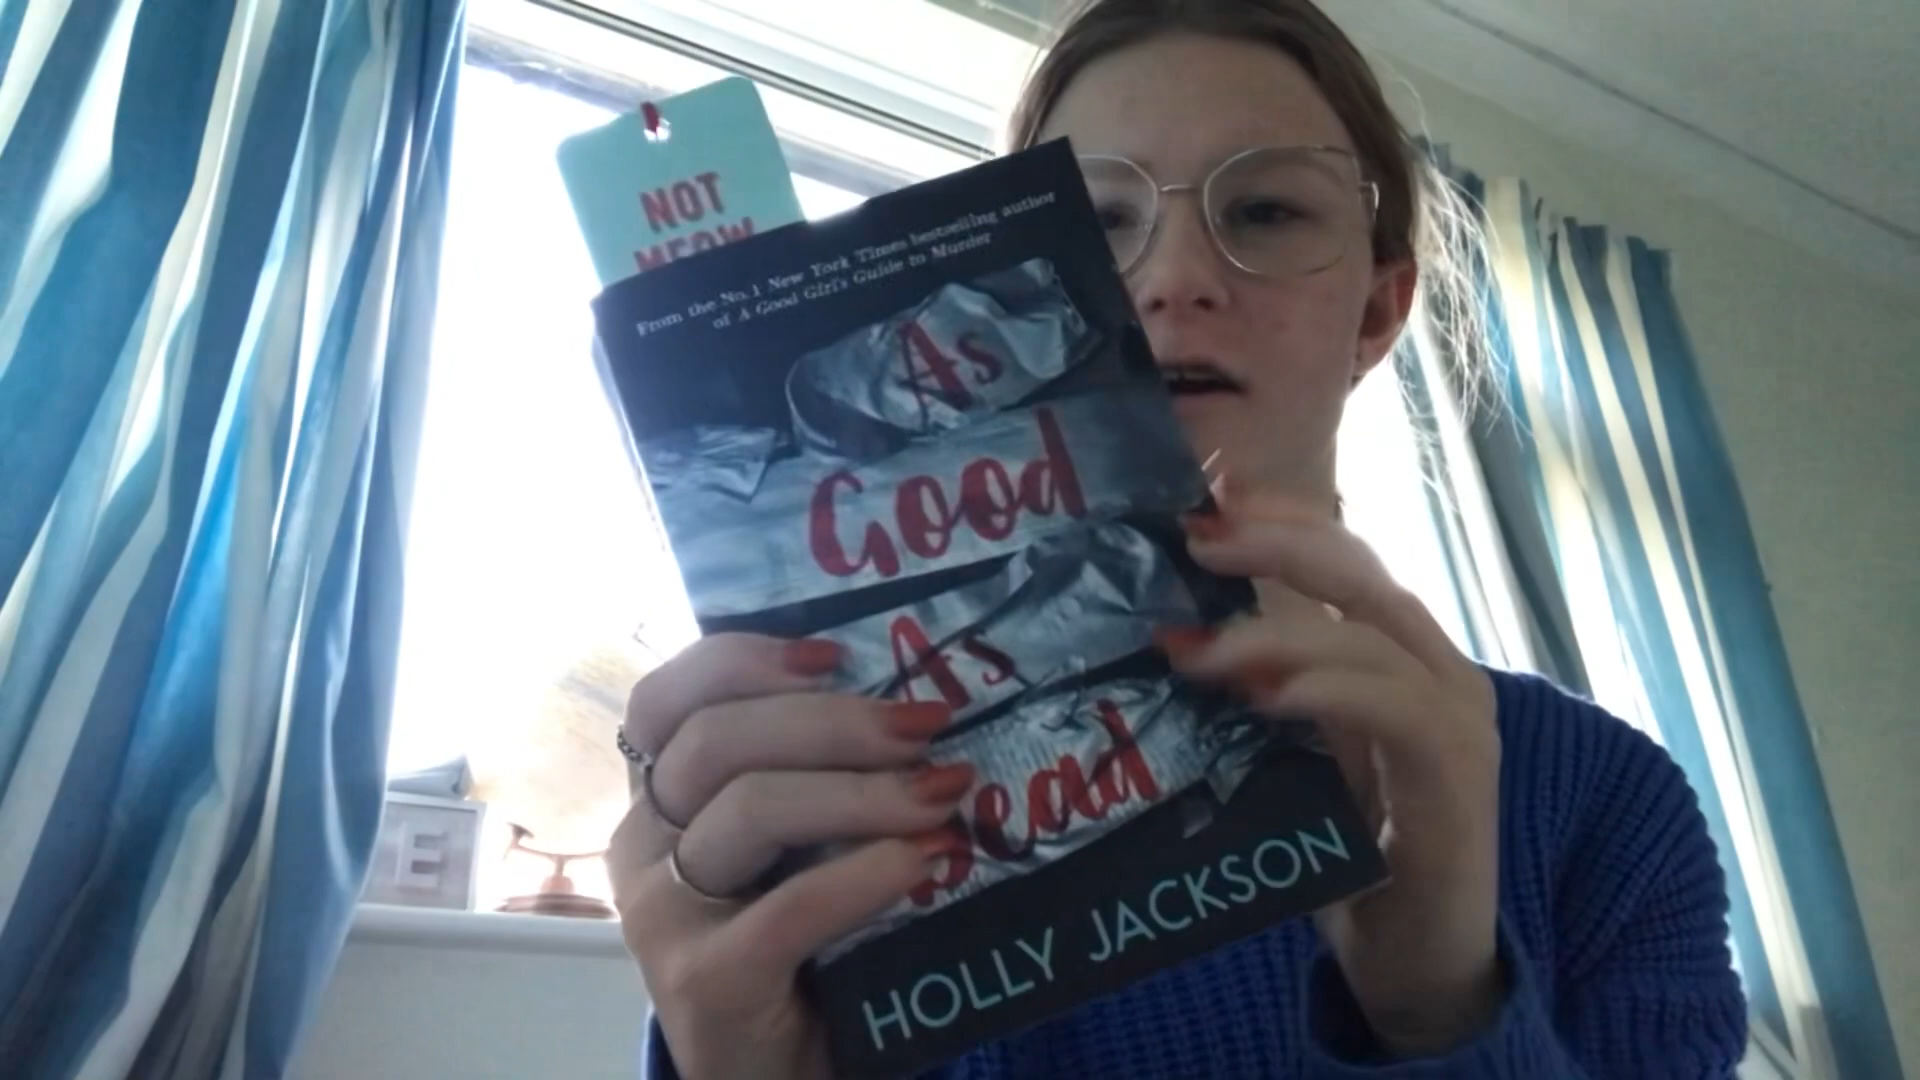 NOT
MEOW
From the No.1 New York Times bestselling author
of A Good Girl's Guide to Murder
As
Good
As
Dead
HOLLY JACKSON
E